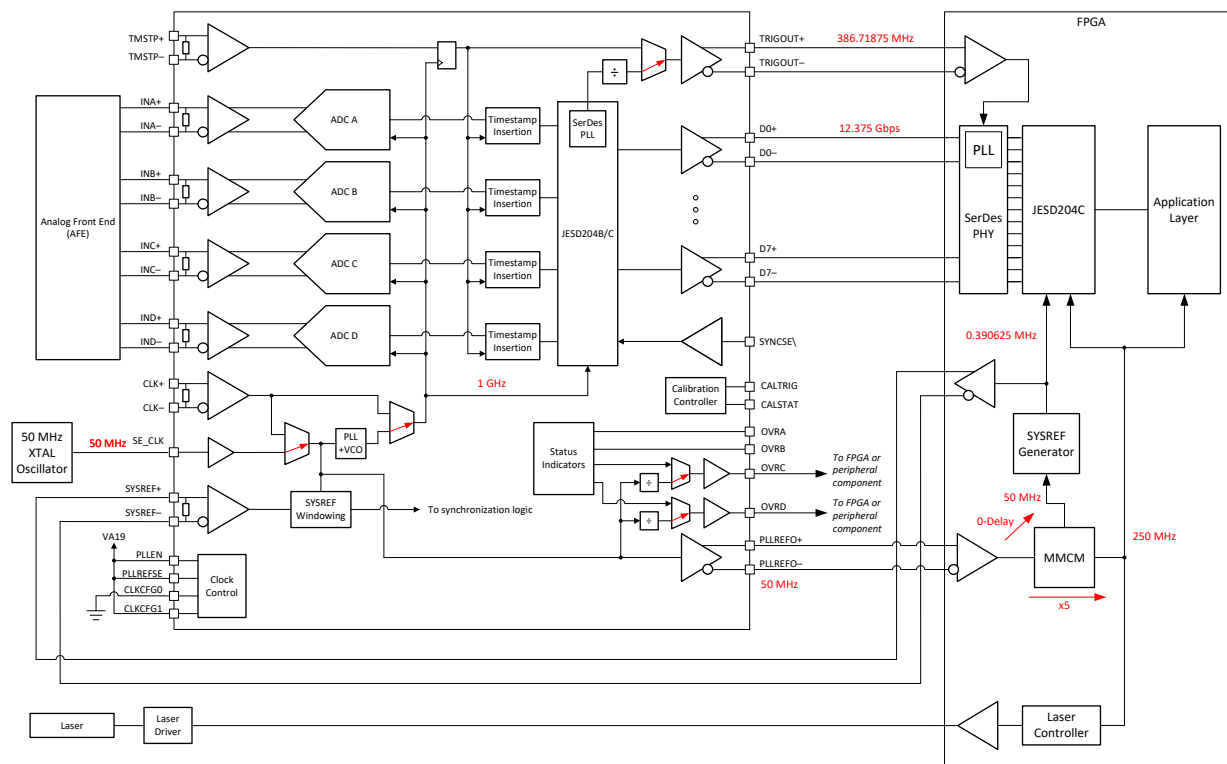 FPGA
TMSTP+
TMSTP–
TRIGOUT+
386.71875 MHz
TRIGOUT–
÷
INA+
INA–
ADC A
Timestamp
Insertion
SerDes
PLL
D0+
12.375 Gbps
D0–
PLL
INB+
INB–
ADC B
Timestamp
Insertion
Analog Front End
(AFE)
JESD204B/C
SerDes
PHY
JESD204C
Application
Layer
INC+
INC–
ADC C
Timestamp
Insertion
D7+
D7–
IND+
IND–
ADC D
Timestamp
Insertion
SYNCSE\
0.390625 MHz
CLK+
CLK–
1 GHz
Calibration
Controller
CALTRIG
CALSTAT
50 MHz
XTAL
Oscillator
50 MHz
SE_CLK
PLL
+VCO
Status
Indicators
OVRA
OVRB
OVRC
To FPGA or
peripheral
component
SYSREF
Generator
÷
SYSREF+
SYSREF–
SYSREF
Windowing
To synchronization logic
÷
OVRD
To FPGA or
peripheral
component
50 MHz
0-Delay
VA19
PLLEN
PLLREFSE
CLKCFG0
CLKCFG1
Clock
Control
PLLREFO+
PLLREFO–
50 MHz
MMCM
250 MHz
x5
Laser
Laser
Driver
Laser
Controller